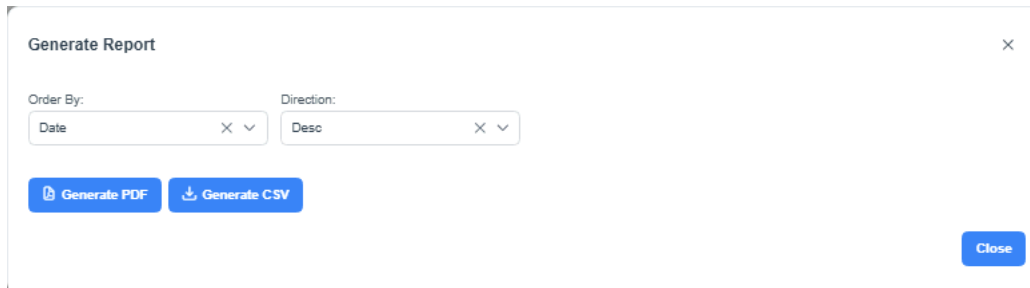 Generate Report
Order By: Direction:
Date Desc
Generate PDF Generate CSV
Close